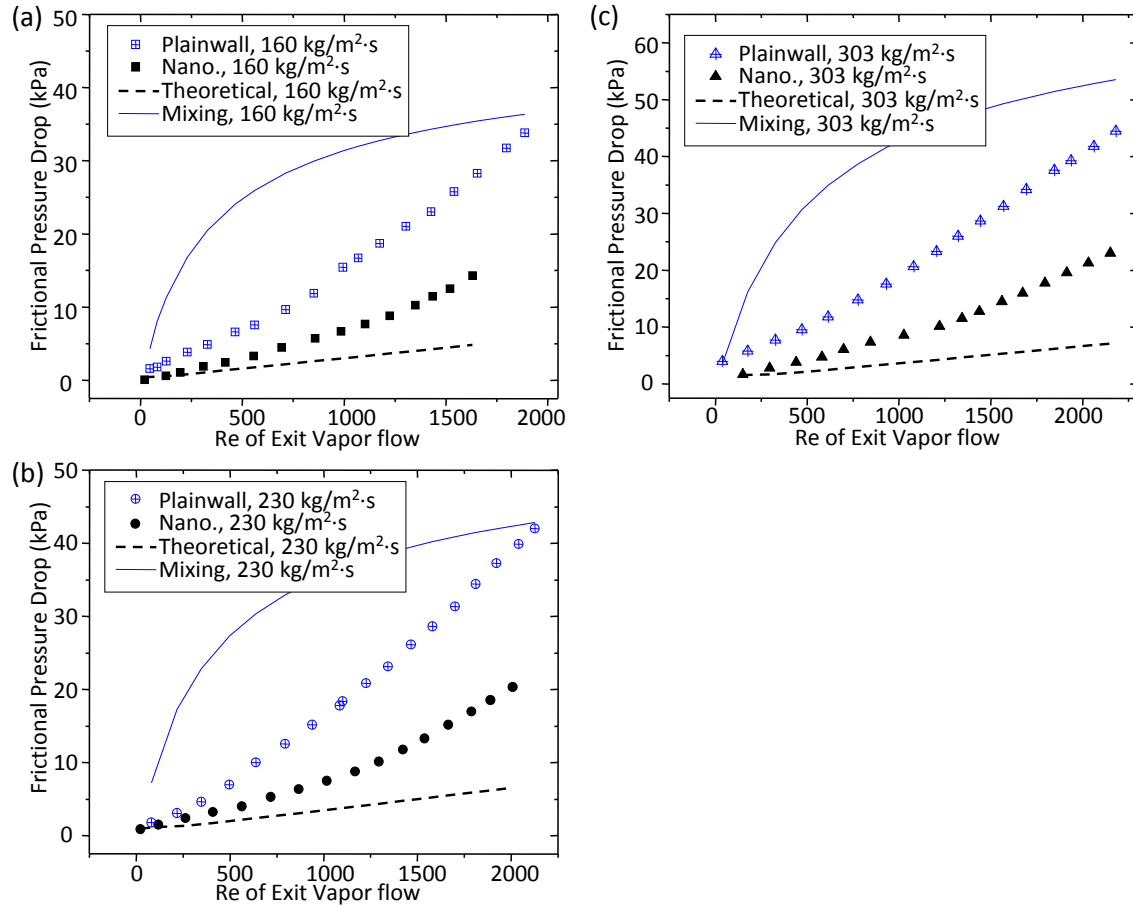 (a)
50
40
30
20
10
0
Frictional Pressure Drop (kPa)
Plainwall, 160 kg/m²·s
Nano., 160 kg/m²·s
Theoretical, 160 kg/m²·s
Mixing, 160 kg/m²·s
0 500 1000 1500 2000
Re of Exit Vapor flow
(c)
60
50
40
30
20
10
0
Frictional Pressure Drop (kPa)
Plainwall, 303 kg/m²·s
Nano., 303 kg/m²·s
Theoretical, 303 kg/m²·s
Mixing, 303 kg/m²·s
0 500 1000 1500 2000
Re of Exit Vapor flow
(b)
50
40
30
20
10
0
Frictional Pressure Drop (kPa)
Plainwall, 230 kg/m²·s
Nano., 230 kg/m²·s
Theoretical, 230 kg/m²·s
Mixing, 230 kg/m²·s
0 500 1000 1500 2000
Re of Exit Vapor flow